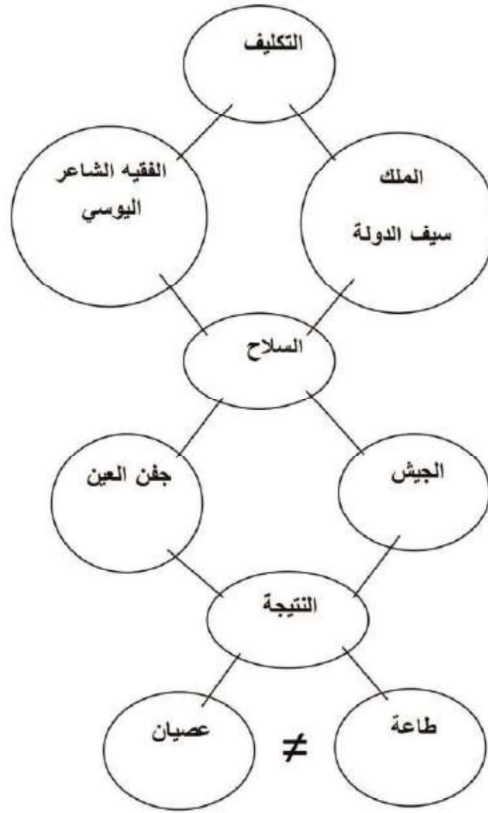 التكليف
الملك
سيف الدولة
الفقيه الشاعر
اليوسي
السلاح
الجيش
جفن العين
النتيجة
طاعة
≠
عصيان